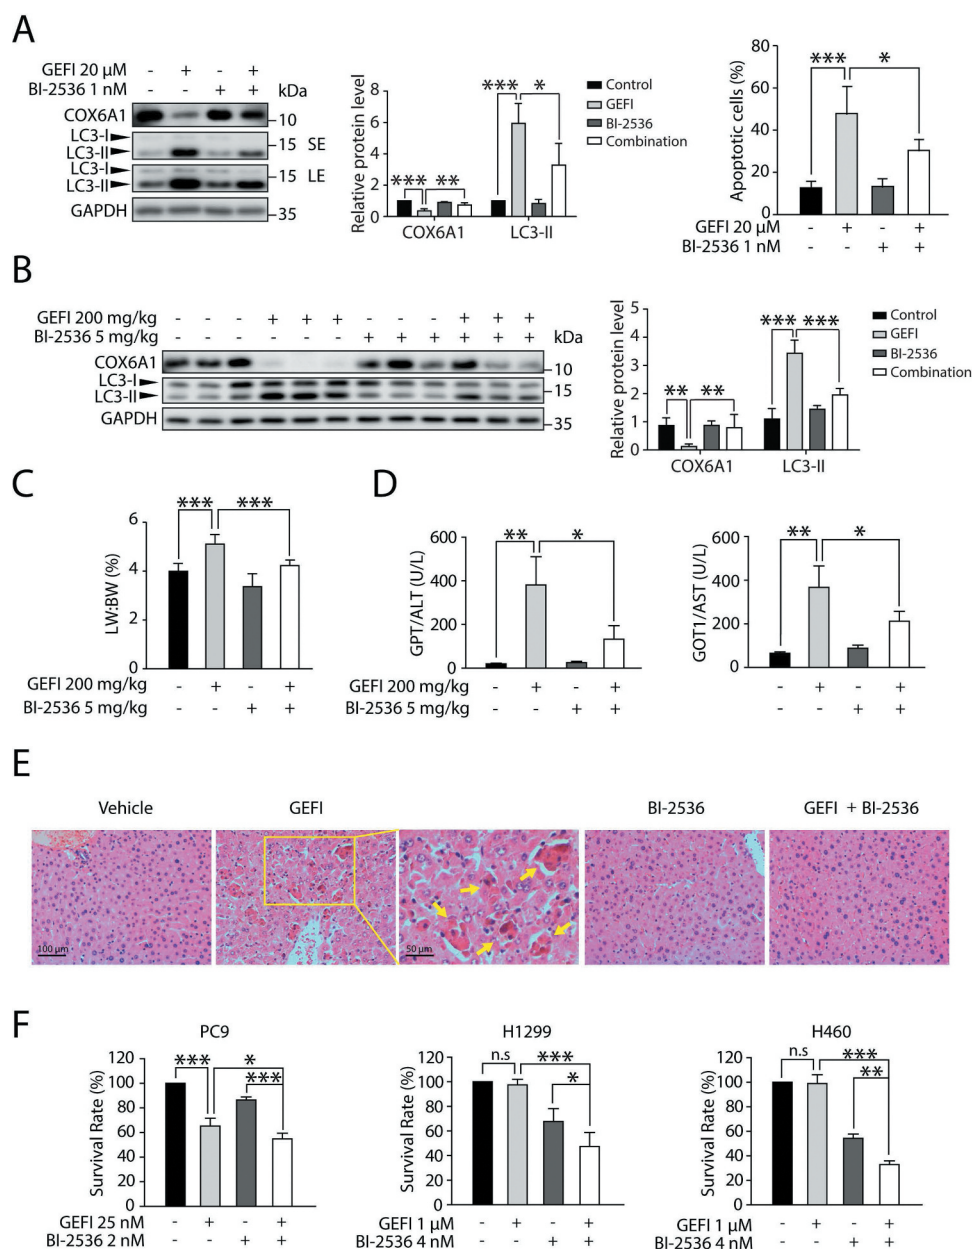 A
GEFI 20 μM - + - +
BI-2536 1 nM - - + + kDa
COX6A1
10
LC3-I
LC3-II
15 SE
LC3-I
LC3-II
15 LE
GAPDH
35
Relative protein level
8
6
4
2
0
*** ** *** *
COX6A1 LC3-II
Control
GEFI
BI-2536
Combination
Apoptotic cells (%)
80
60
40
20
0
*** *
GEFI 20 μM - + - +
BI-2536 1 nM - - + +
B
GEFI 200 mg/kg - - - + + + - - - + + +
BI-2536 5 mg/kg - - - - - - + + + + + + kDa
COX6A1
10
LC3-I
LC3-II
15
GAPDH
35
Relative protein level
5
4
3
2
1
0
** ** *** ***
COX6A1 LC3-II
Control
GEFI
BI-2536
Combination
C
LW:BW (%)
6
4
2
0
*** ***
GEFI 200 mg/kg - + - +
BI-2536 5 mg/kg - - + +
D
GPT/ALT (U/L)
600
400
200
0
** *
GEFI 200 mg/kg - + - +
BI-2536 5 mg/kg - - + +
GOT1/AST (U/L)
600
400
200
0
** *
- + - +
- - + +
E
Vehicle GEFI BI-2536 GEFI + BI-2536
100 μm 50 μm
F
PC9
Survival Rate (%)
120
100
80
60
40
20
0
*** *
***
GEFI 25 nM - + - +
BI-2536 2 nM - - + +
H1299
Survival Rate (%)
120
100
80
60
40
20
0
n.s ***
*
GEFI 1 μM - + - +
BI-2536 4 nM - - + +
H460
Survival Rate (%)
120
100
80
60
40
20
0
n.s ***
**
GEFI 1 μM - + - +
BI-2536 4 nM - - + +